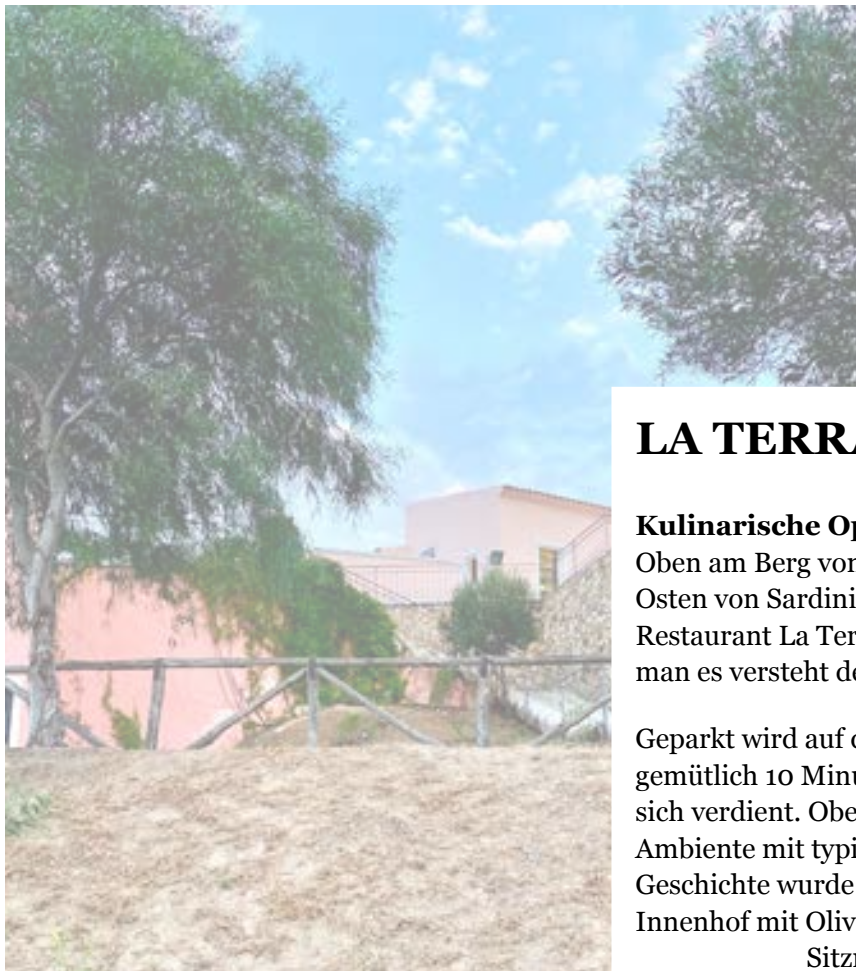 LA TERRA
Kulinarische Op
Oben am Berg vor
Osten von Sardini
Restaurant La Ter
man es versteht de
Geparkt wird auf d
gemütlich 10 Minu
sich verdient. Obe
Ambiente mit typi
Geschichte wurde
Innenhof mit Oliv
Sitz